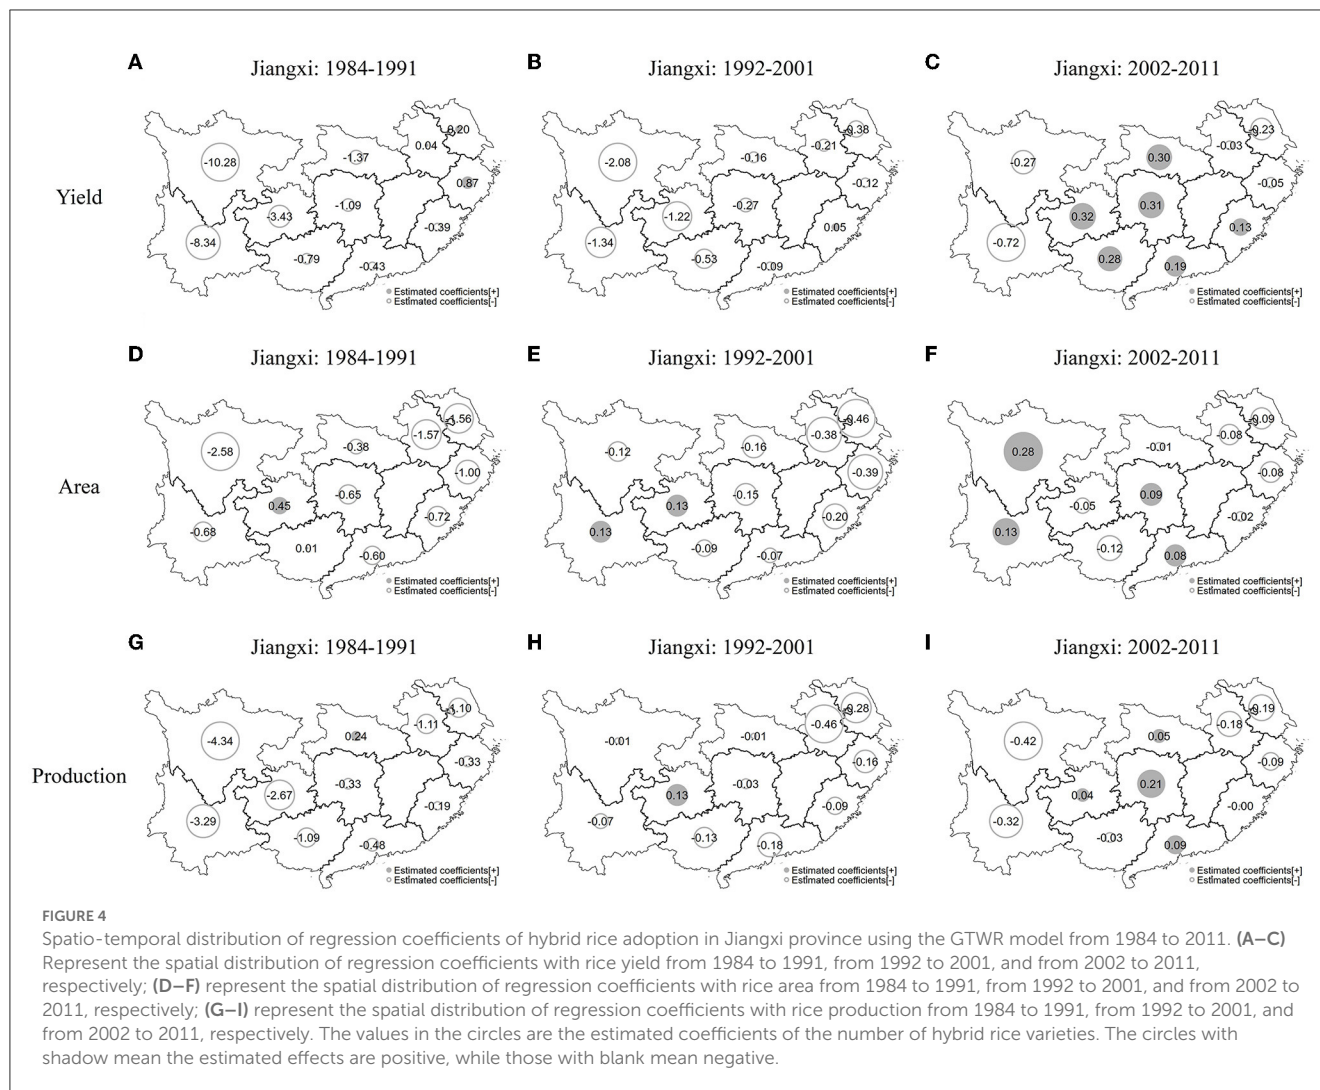 A
Jiangxi: 1984-1991
B
Jiangxi: 1992-2001
C
Jiangxi: 2002-2011
Yield
-10.28
-8.34
-3.43
-1.37
-1.09
-0.79
-0.43
0.04
0.20
0.87
-0.39
Estimated coefficients[+]
Estimated coefficients[-]
-2.08
-1.34
-1.22
-0.16
-0.27
-0.53
-0.09
-0.21
-0.38
-0.12
0.05
Estimated coefficients[+]
Estimated coefficients[-]
-0.27
-0.72
0.32
0.30
0.31
0.28
0.19
-0.03
-0.23
-0.05
0.13
Estimated coefficients[+]
Estimated coefficients[-]
D
Jiangxi: 1984-1991
E
Jiangxi: 1992-2001
F
Jiangxi: 2002-2011
Area
-2.58
-0.68
0.45
-0.38
-0.65
0.01
-0.60
-1.57
-1.56
-1.00
-0.72
Estimated coefficients[+]
Estimated coefficients[-]
-0.12
0.13
0.13
-0.16
-0.15
-0.09
-0.07
-0.38
-0.46
-0.39
-0.20
Estimated coefficients[+]
Estimated coefficients[-]
0.28
0.13
-0.05
-0.01
0.09
-0.12
0.08
-0.08
-0.09
-0.08
-0.02
Estimated coefficients[+]
Estimated coefficients[-]
G
Jiangxi: 1984-1991
H
Jiangxi: 1992-2001
I
Jiangxi: 2002-2011
Production
-4.34
-3.29
-2.67
0.24
-0.33
-1.09
-0.48
-1.11
-1.10
-0.33
-0.19
Estimated coefficients[+]
Estimated coefficients[-]
-0.01
-0.07
0.13
-0.01
-0.03
-0.13
-0.18
-0.46
-0.28
-0.16
-0.09
Estimated coefficients[+]
Estimated coefficients[-]
-0.42
-0.32
0.04
0.05
0.21
-0.03
0.09
-0.18
-0.19
-0.09
-0.00
Estimated coefficients[+]
Estimated coefficients[-]
FIGURE 4
Spatio-temporal distribution of regression coefficients of hybrid rice adoption in Jiangxi province using the GTWR model from 1984 to 2011. (A–C)
Represent the spatial distribution of regression coefficients with rice yield from 1984 to 1991, from 1992 to 2001, and from 2002 to 2011,
respectively; (D–F) represent the spatial distribution of regression coefficients with rice area from 1984 to 1991, from 1992 to 2001, and from 2002 to
2011, respectively; (G–I) represent the spatial distribution of regression coefficients with rice production from 1984 to 1991, from 1992 to 2001, and
from 2002 to 2011, respectively. The values in the circles are the estimated coefficients of the number of hybrid rice varieties. The circles with
shadow mean the estimated effects are positive, while those with blank mean negative.